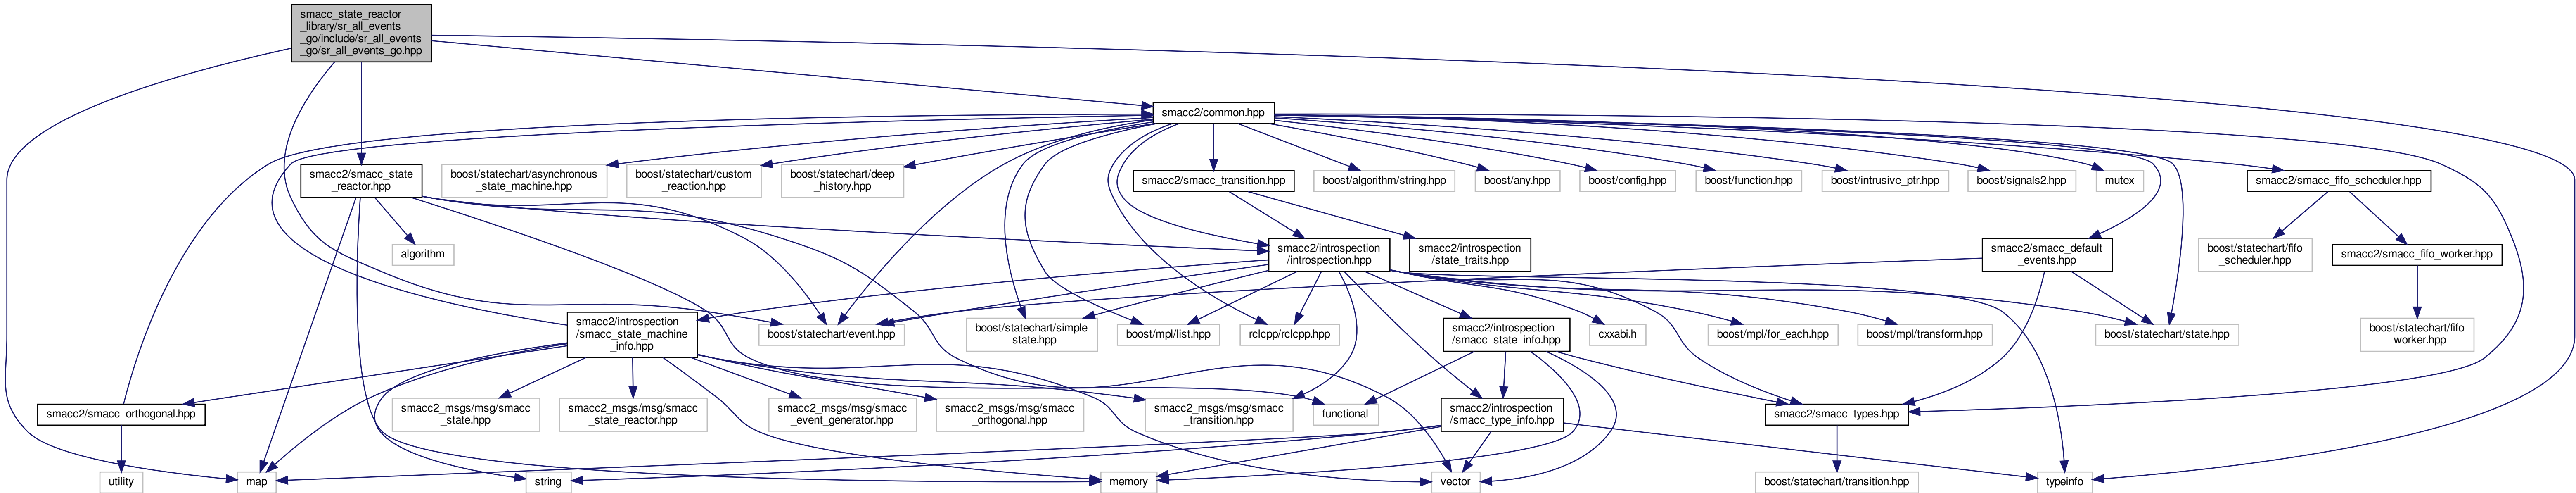 smacc_state_reactor
_library/sr_all_events
_go/include/sr_all_events
_go/sr_all_events_go.hpp
smacc2/common.hpp
smacc2/smacc_state
_reactor.hpp
boost/statechart/asynchronous
_state_machine.hpp
boost/statechart/custom
_reaction.hpp
boost/statechart/deep
_history.hpp
smacc2/smacc_transition.hpp
boost/algorithm/string.hpp
boost/any.hpp
boost/config.hpp
boost/function.hpp
boost/intrusive_ptr.hpp
boost/signals2.hpp
mutex
smacc2/smacc_fifo_scheduler.hpp
algorithm
smacc2/introspection
/introspection.hpp
smacc2/introspection
/state_traits.hpp
smacc2/smacc_default
_events.hpp
boost/statechart/fifo
_scheduler.hpp
smacc2/smacc_fifo_worker.hpp
smacc2/introspection
/smacc_state_machine
_info.hpp
boost/statechart/event.hpp
boost/statechart/simple
_state.hpp
boost/mpl/list.hpp
rclcpp/rclcpp.hpp
smacc2/introspection
/smacc_state_info.hpp
cxxabi.h
boost/mpl/for_each.hpp
boost/mpl/transform.hpp
boost/statechart/state.hpp
boost/statechart/fifo
_worker.hpp
smacc2/smacc_orthogonal.hpp
smacc2_msgs/msg/smacc
_state.hpp
smacc2_msgs/msg/smacc
_state_reactor.hpp
smacc2_msgs/msg/smacc
_event_generator.hpp
smacc2_msgs/msg/smacc
_orthogonal.hpp
smacc2_msgs/msg/smacc
_transition.hpp
functional
smacc2/introspection
/smacc_type_info.hpp
smacc2/smacc_types.hpp
utility
map
string
memory
vector
boost/statechart/transition.hpp
typeinfo